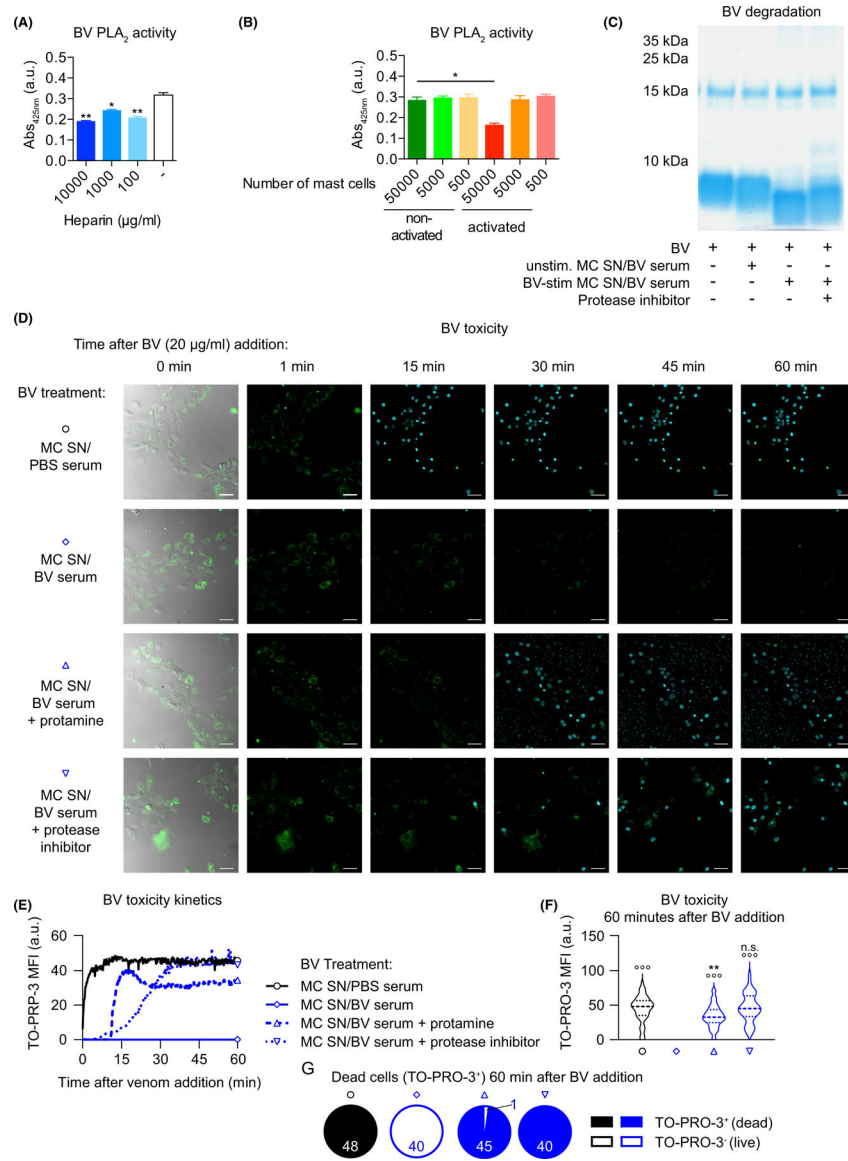 (A)
BV PLA2 activity
Abs425nm (a.u.)
0.5
0.4
0.3
0.2
0.1
0.0
**
*
**
10000
1000
100
-
Heparin (µg/ml)
(B)
BV PLA2 activity
Abs425nm (a.u.)
0.5
0.4
0.3
0.2
0.1
0.0
*
Number of mast cells
50000
5000
500
50000
5000
500
non-
activated
activated
(C)
BV degradation
35 kDa
25 kDa
15 kDa
10 kDa
BV + + + +
unstim. MC SN/BV serum - + - -
BV-stim MC SN/BV serum - - + +
Protease inhibitor - - - +
(D)
BV toxicity
Time after BV (20 µg/ml) addition:
0 min 1 min 15 min 30 min 45 min 60 min
BV treatment:
MC SN/
PBS serum
MC SN/
BV serum
MC SN/
BV serum
+ protamine
MC SN/
BV serum
+ protease
inhibitor
(E)
BV toxicity kinetics
TO-PRP-3 MFI (a.u.)
60
40
20
0
0 15 30 45 60
Time after venom addition (min)
BV Treatment:
MC SN/PBS serum
MC SN/BV serum
MC SN/BV serum + protamine
MC SN/BV serum + protease inhibitor
(F)
BV toxicity
60 minutes after BV addition
TO-PRO-3 MFI (a.u.)
150
100
50
0
°°°
**
°°°
n.s.
°°°
G
Dead cells (TO-PRO-3+) 60 min after BV addition
48
40
1
45
40
TO-PRO-3+ (dead)
TO-PRO-3- (live)